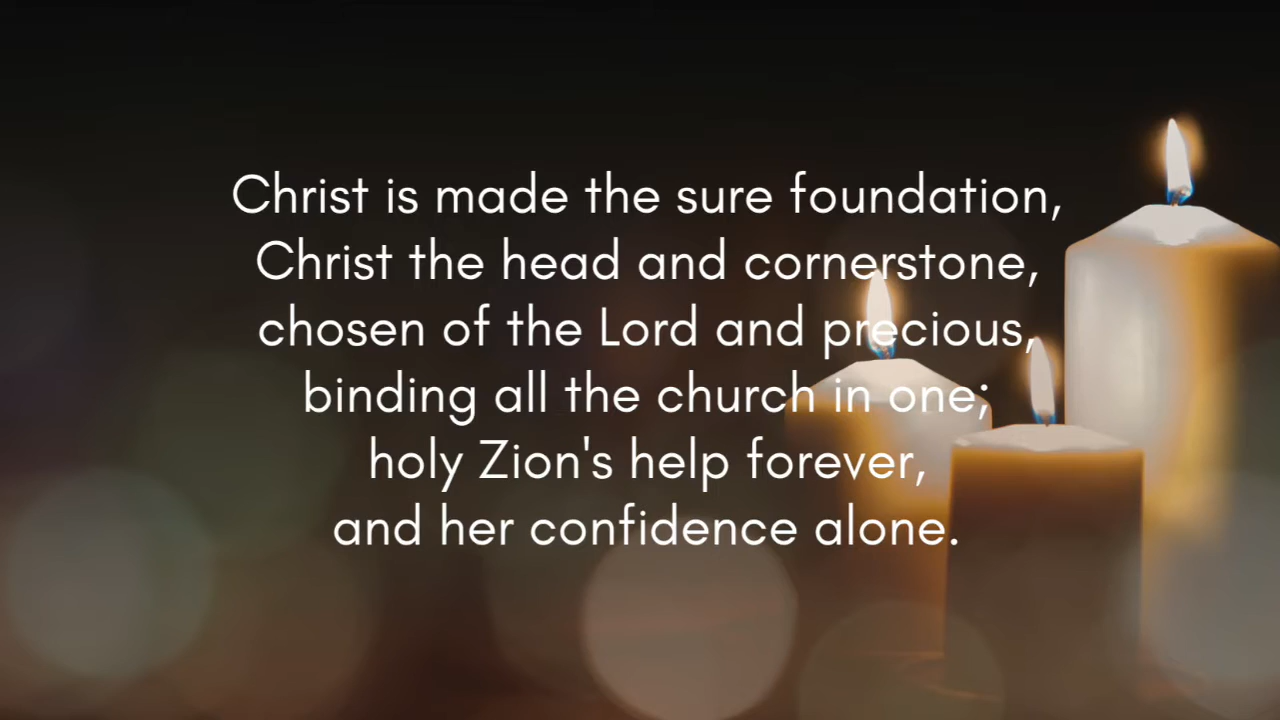 Christ is made the sure foundation,
Christ the head and cornerstone,
chosen of the Lord and precious,
binding all the church in one;
holy Zion's help forever,
and her confidence alone.